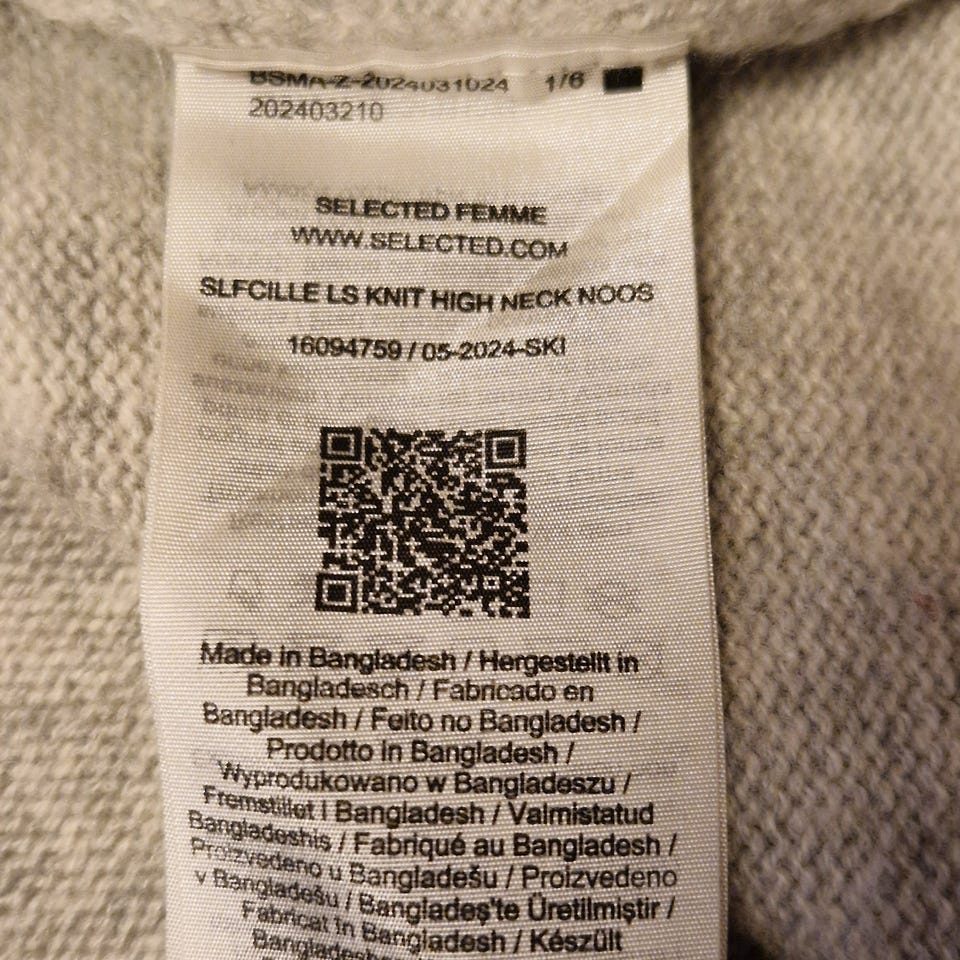 BSMA-Z-2024031024 1/6
202403210
SELECTED FEMME
WWW.SELECTED.COM
SLFCILLE LS KNIT HIGH NECK NOOS
16094759 / 05-2024-SKI
Made in Bangladesh / Hergestellt in
Bangladesch / Fabricado en
Bangladesh / Feito no Bangladesh /
Prodotto in Bangladesh /
Wyprodukowano w Bangladeszu /
Fremstillet i Bangladesh / Valmistatud
Bangladeshis / Fabriqué au Bangladesh /
Proizvedeno u Bangladešu / Proizvedeno
v Bangladešu / Bangladeş'te Üretilmiştir /
Fabricat în Bangladesh / Készült